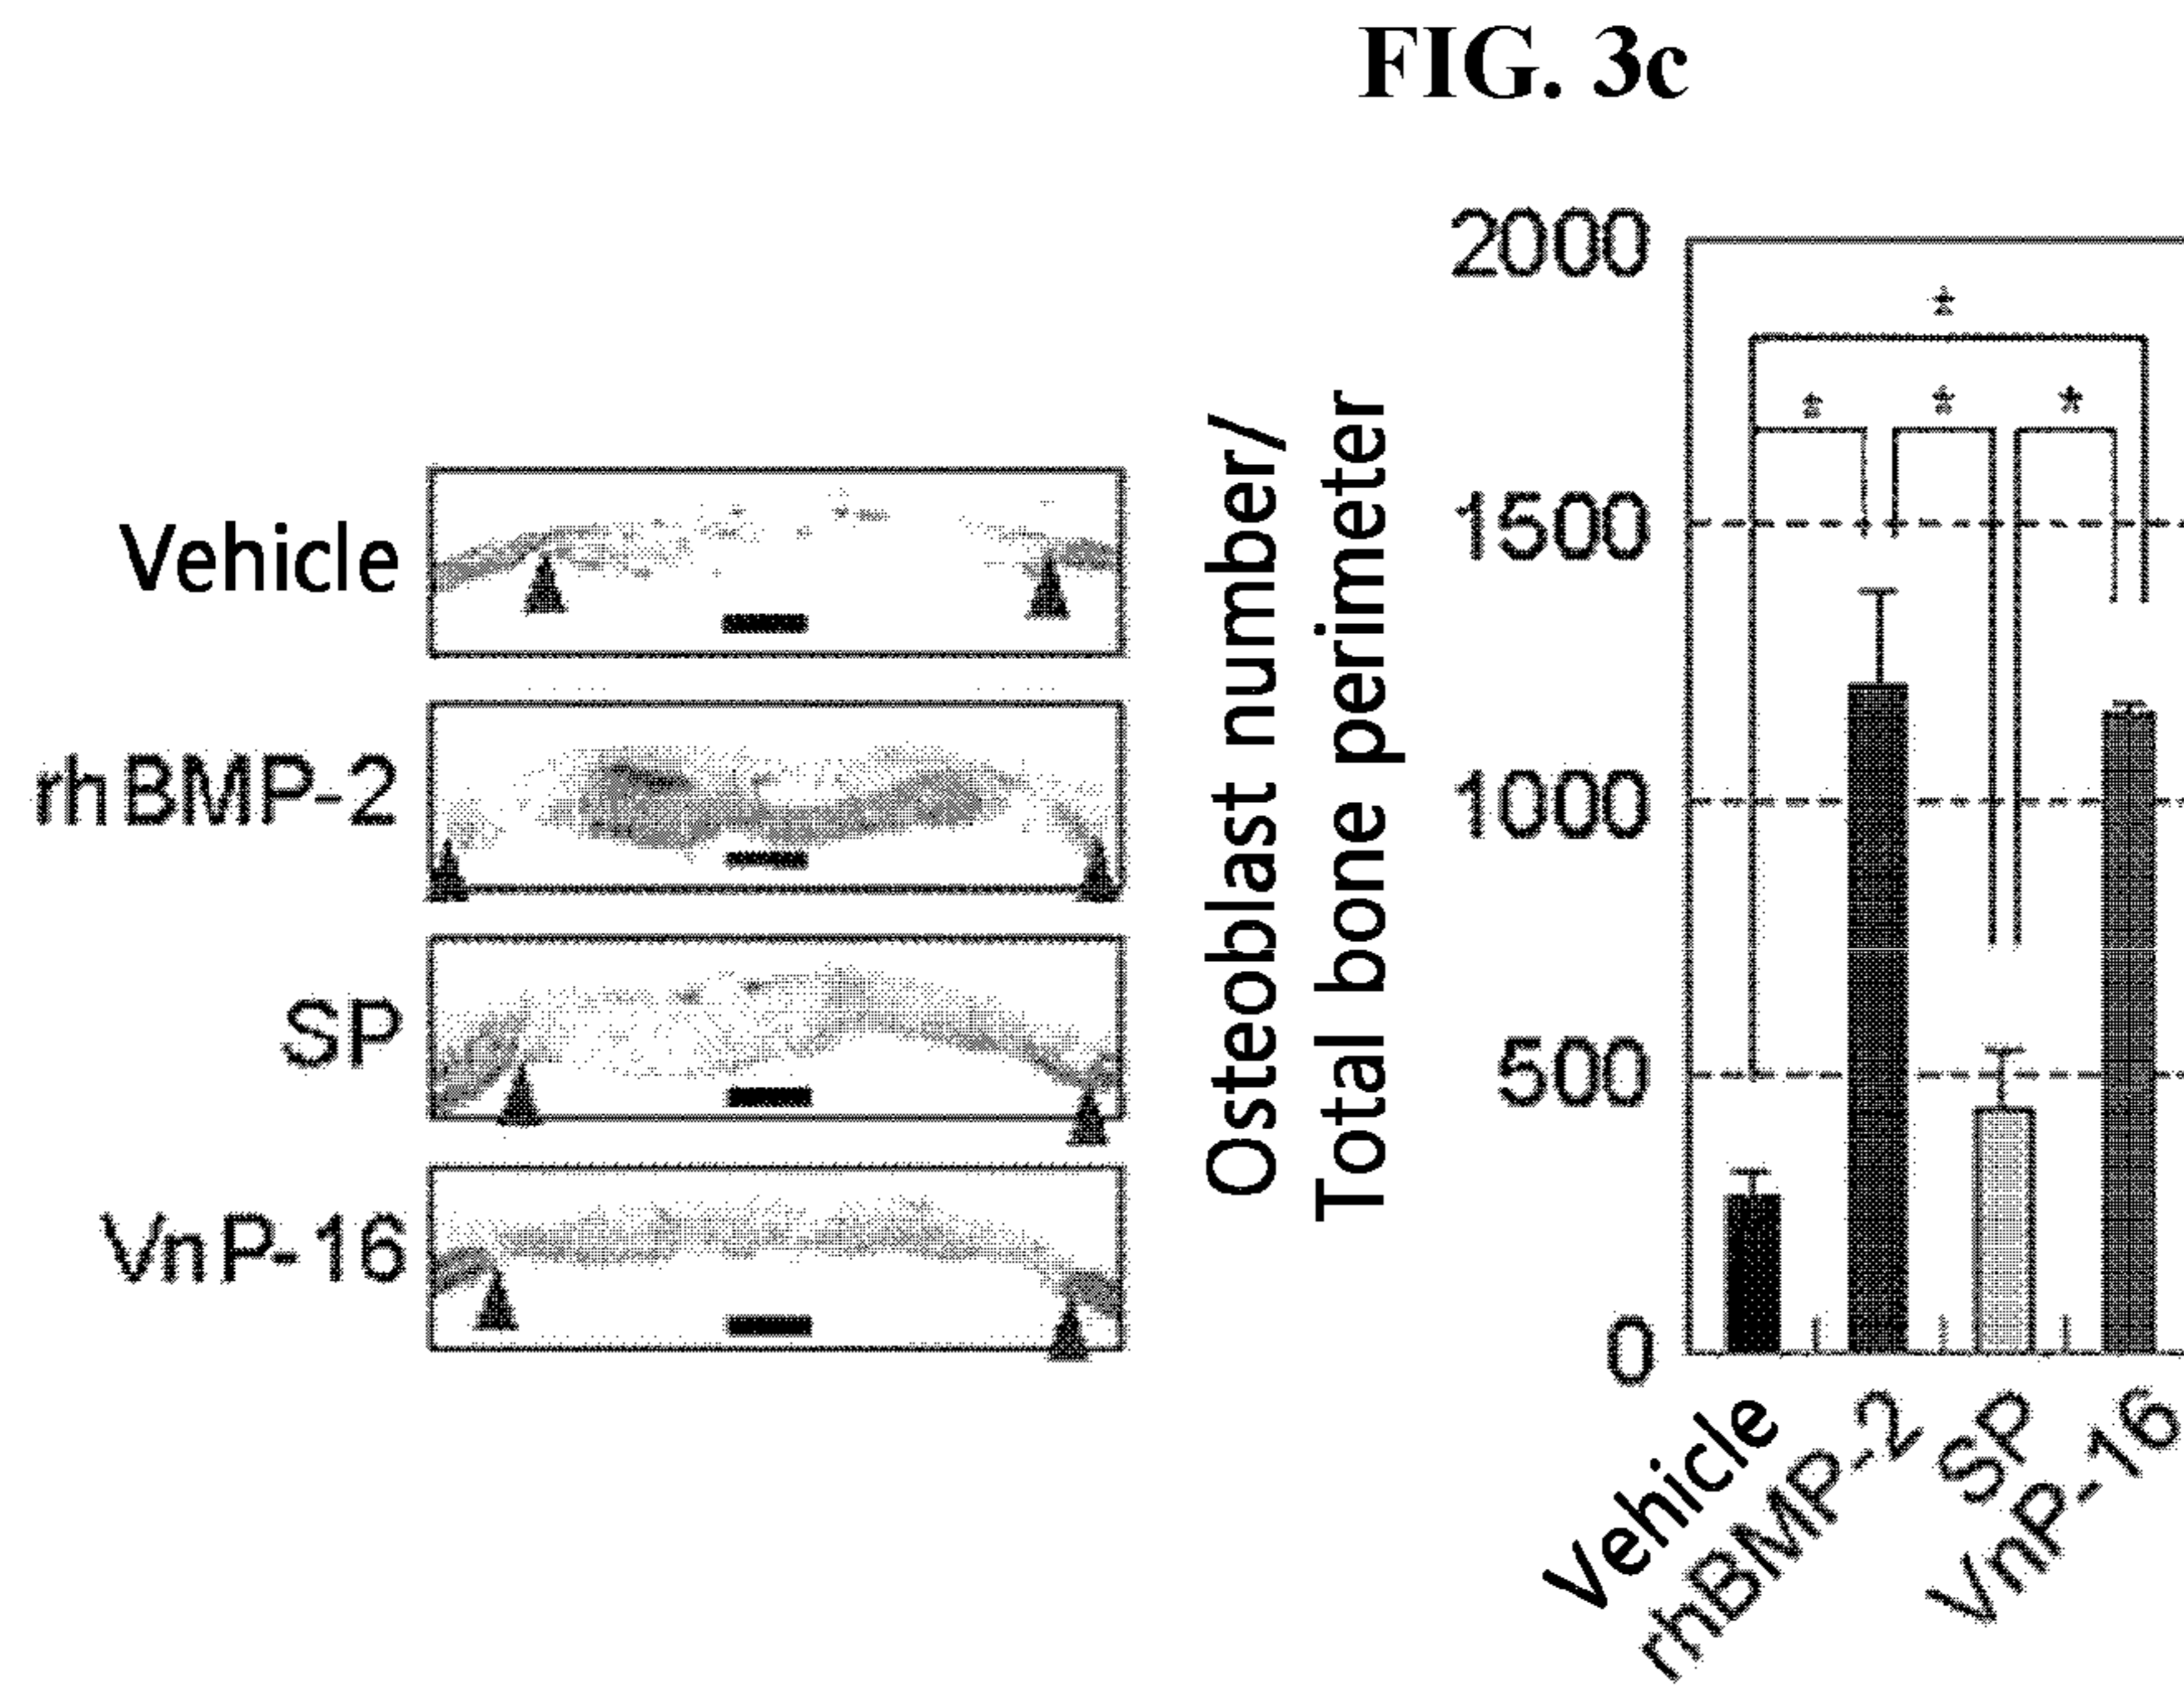 FIG. 3c
Vehicle
rhBMP-2
SP
VnP-16
Osteoblast number/
Total bone perimeter
2000
1500
1000
500
0
*
*
*
*
Vehicle
rhBMP-2
SP
VnP-16